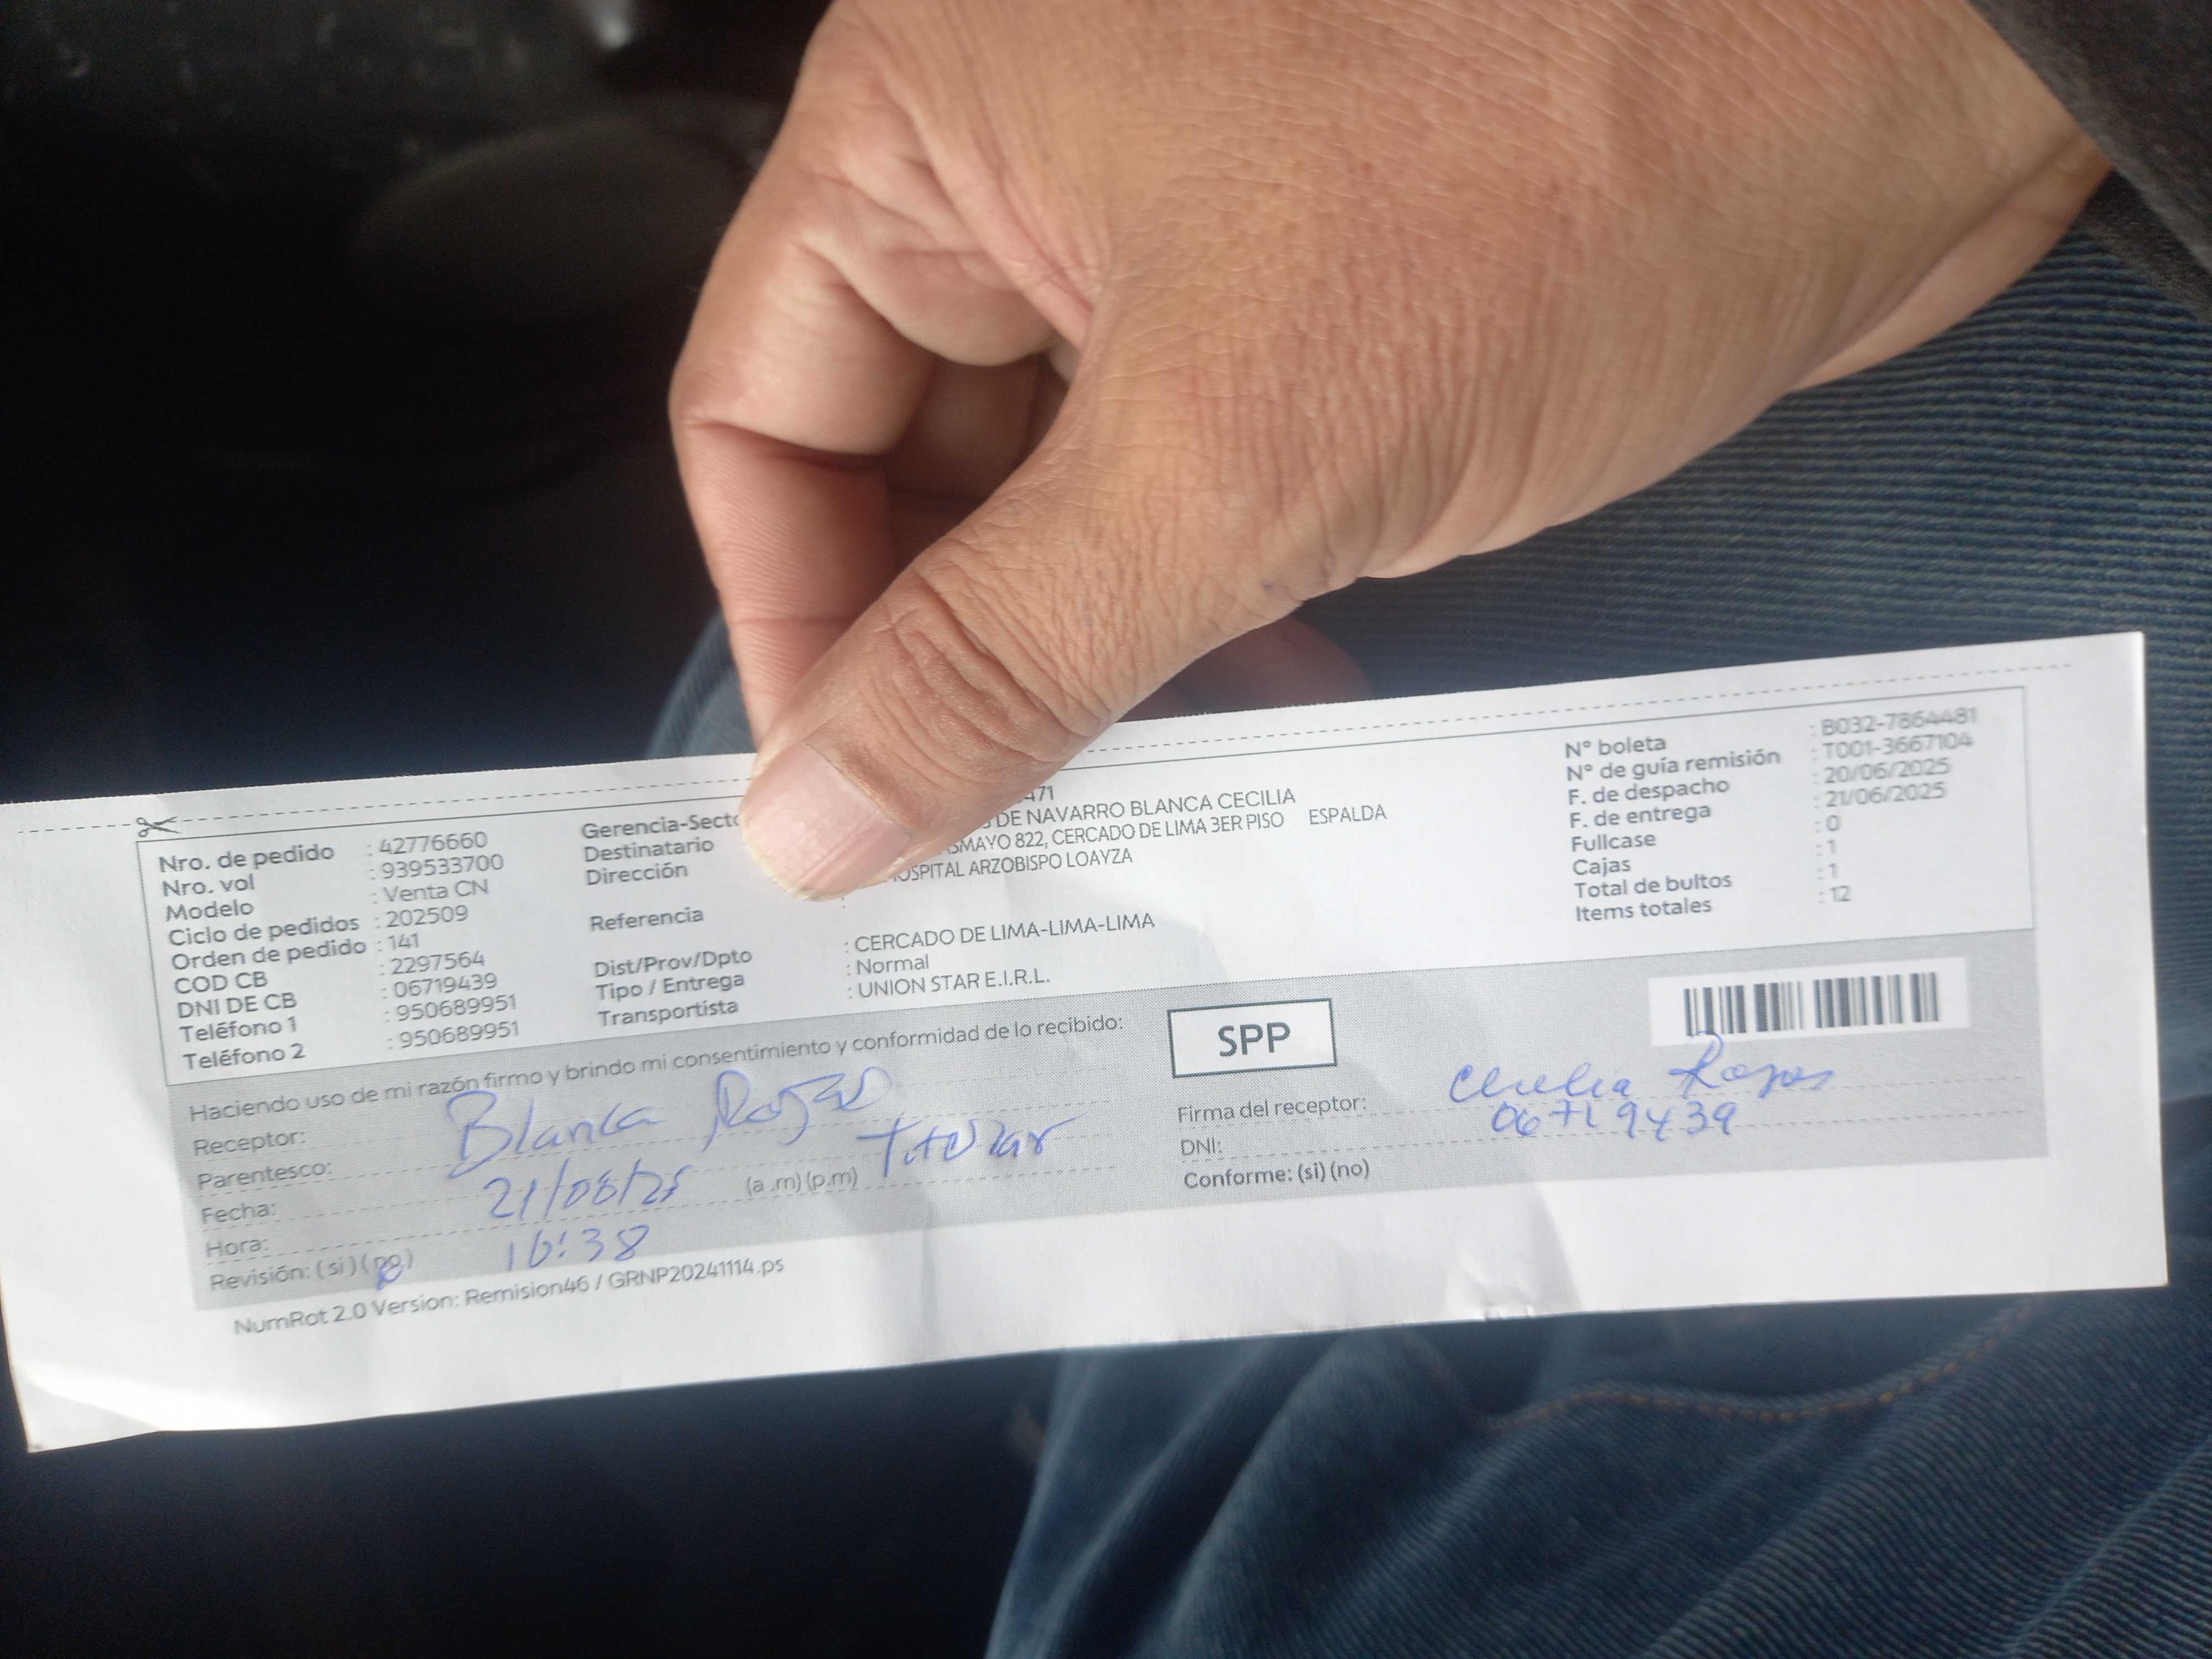 Nro. de pedido : 42776660
Nro. vol : 939533700
Modelo : Venta CN
Ciclo de pedidos : 202509
Orden de pedido : 141
COD CB : 2297564
DNI DE CB : 06719439
Teléfono 1 : 950689951
Teléfono 2 : 950689951
Gerencia-Secto 471
Destinatario DE NAVARRO BLANCA CECILIA
Dirección SMAYO 822, CERCADO DE LIMA 3ER PISO ESPALDA
HOSPITAL ARZOBISPO LOAYZA
Referencia :
Dist/Prov/Dpto : CERCADO DE LIMA-LIMA-LIMA
Tipo / Entrega : Normal
Transportista : UNION STAR E.I.R.L.
N° boleta : B032-7864481
N° de guía remisión : T001-3667104
F. de despacho : 20/06/2025
F. de entrega : 21/06/2025
Fullcase : 0
Cajas : 1
Total de bultos : 1
Items totales : 12
Haciendo uso de mi razón firmo y brindo mi consentimiento y conformidad de lo recibido:
Receptor: Blanca Rojas
Parentesco: Titular
Fecha: 21/06/25
Hora: 16:38 (a.m) (p.m)
Revisión: (si) (no)
SPP
Firma del receptor: Cecilia Rojas
DNI: 06719439
Conforme: (si) (no)
NumRot 2.0 Version: Remision46 / GRNP20241114.ps